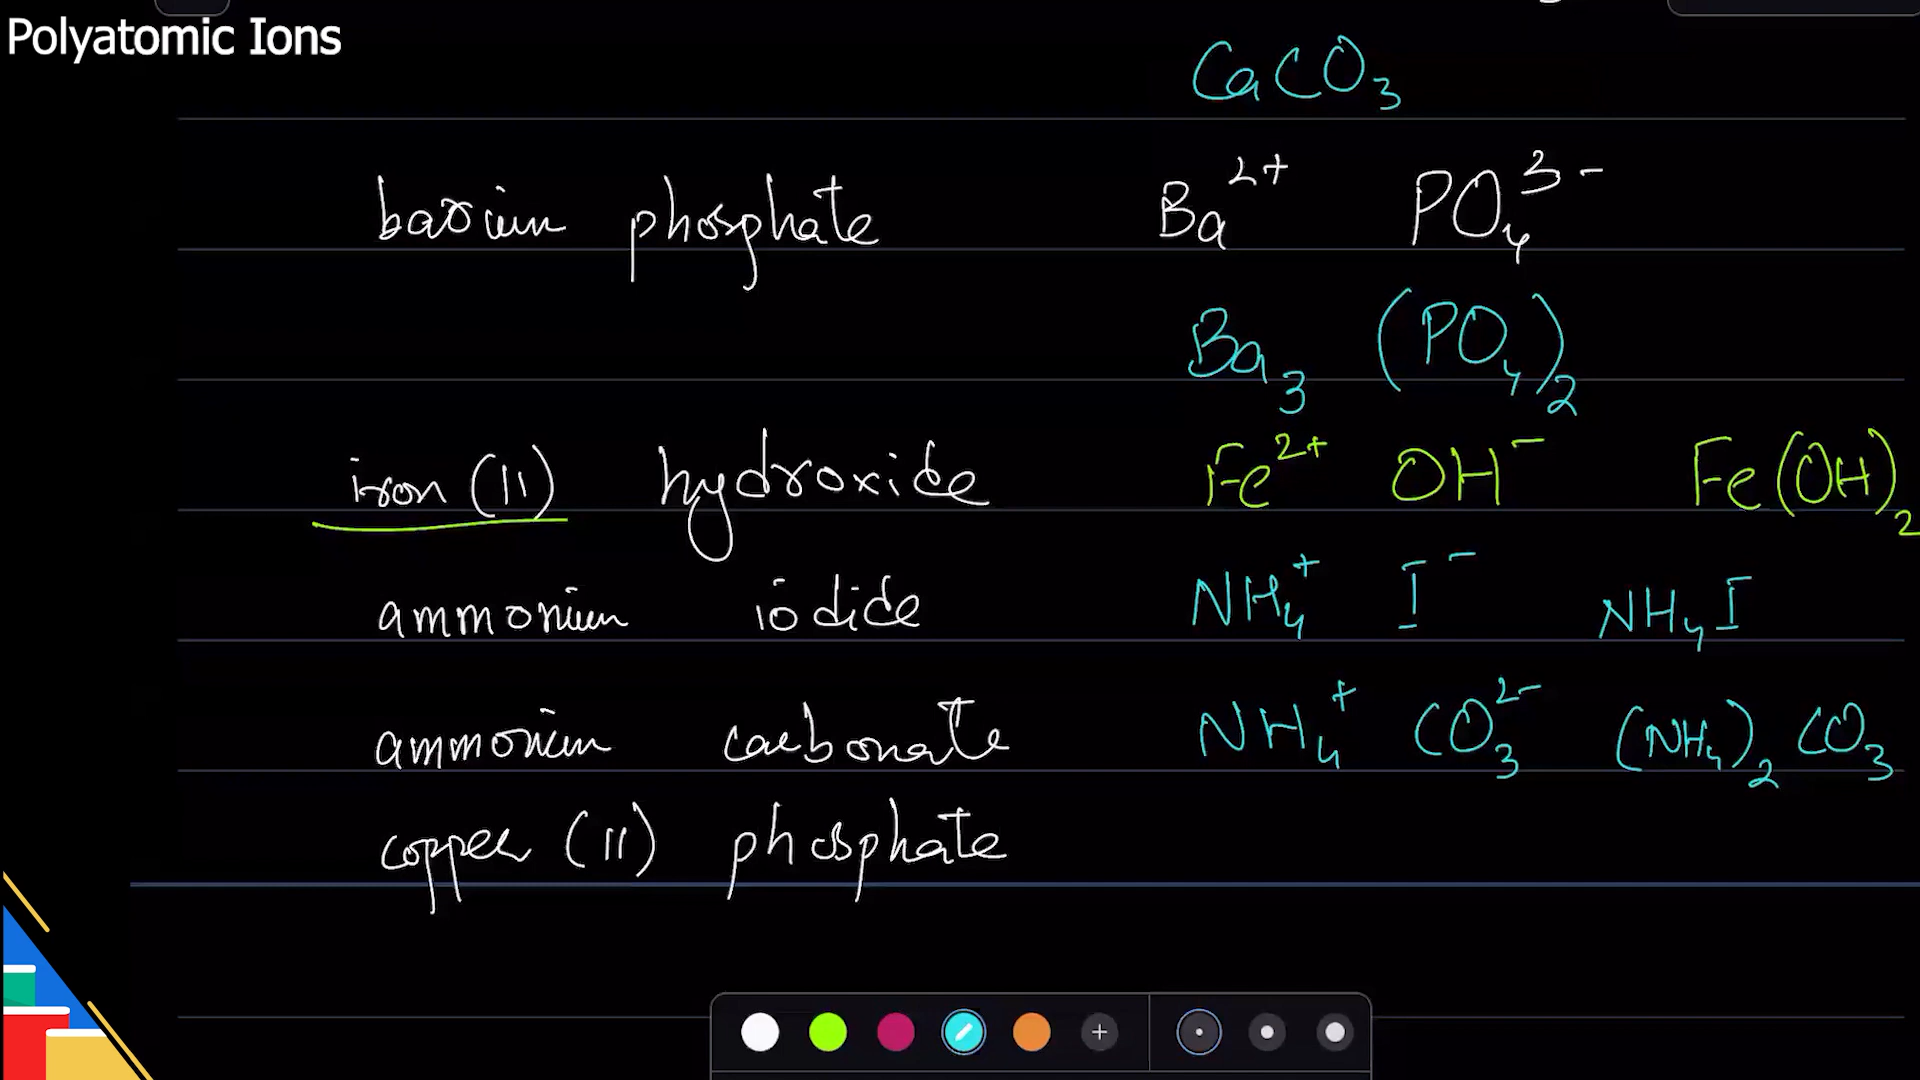 Polyatomic Ions
CaCO₃
barium phosphate Ba²⁺ PO₄³⁻
Ba₃ (PO₄)₂
iron (II) hydroxide Fe²⁺ OH⁻ Fe(OH)₂
ammonium iodide NH₄⁺ I⁻ NH₄I
ammonium carbonate NH₄⁺ CO₃²⁻ (NH₄)₂ CO₃
copper (II) phosphate